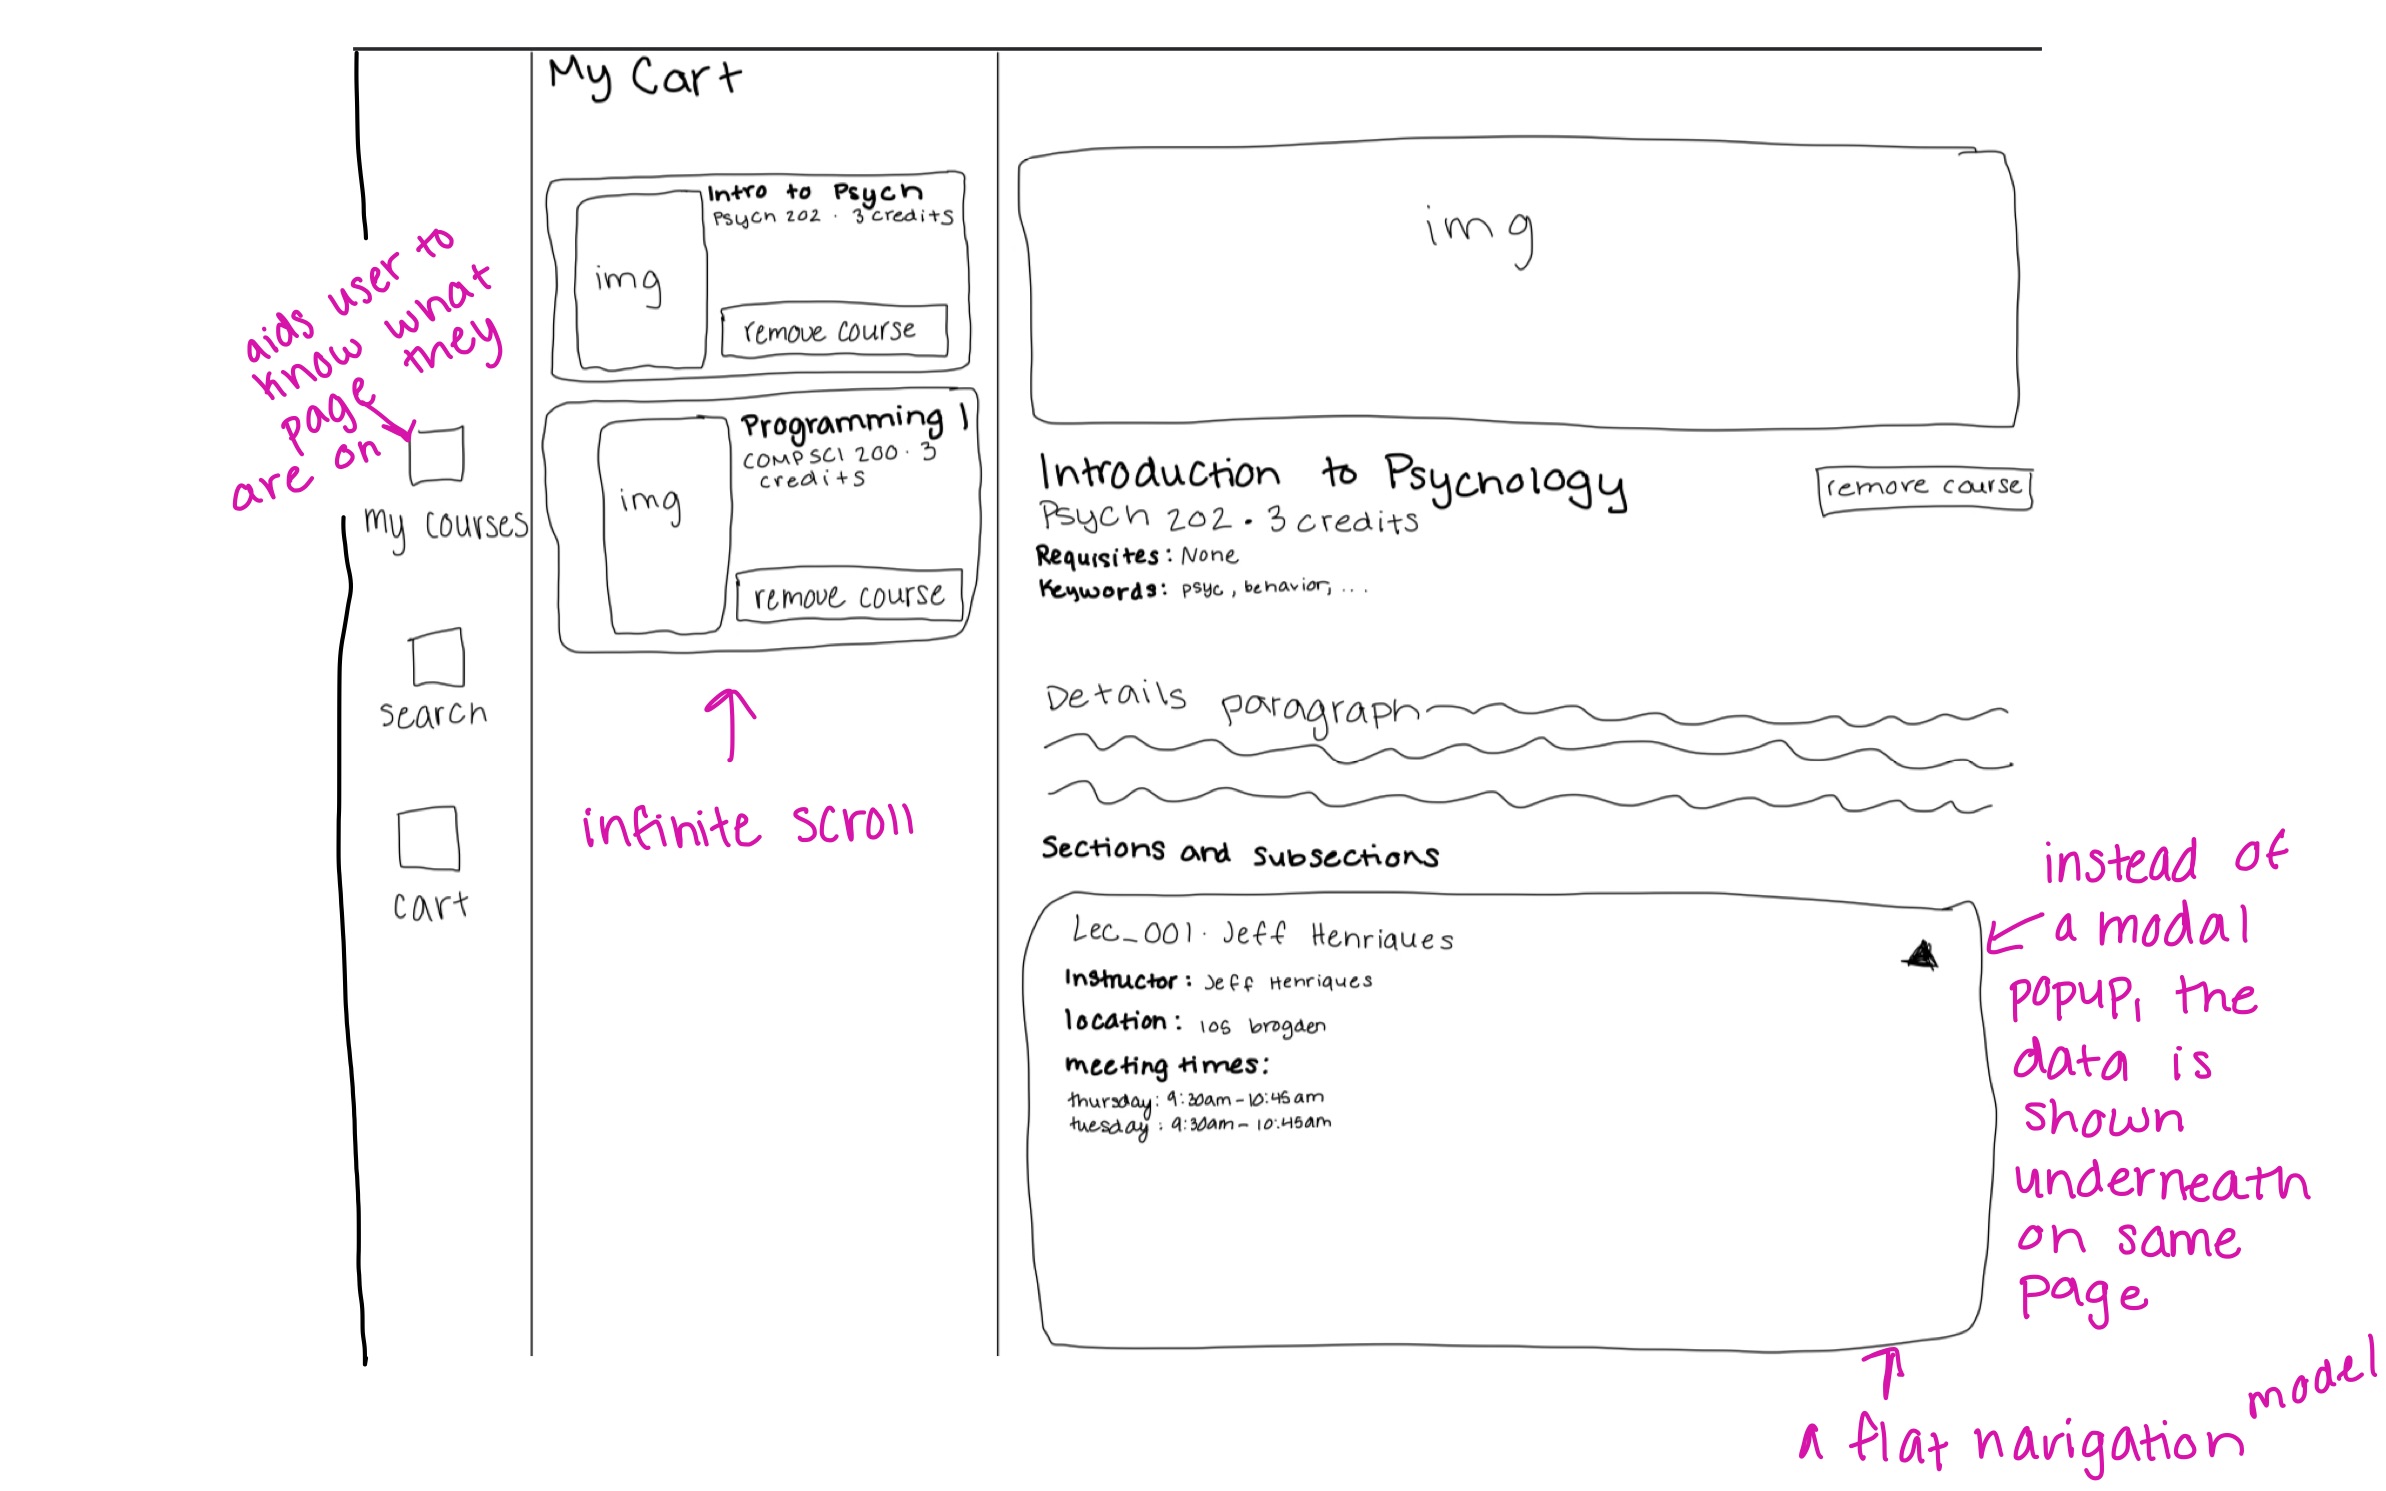 My Cart
Intro to Psych
Psych 202 · 3 credits
img
remove course
Programming 1
COMP SCI 200 · 3
credits
img
remove course
infinite scroll
aids user to
know what
page they
are on
my courses
search
cart
img
Introduction to Psychology
remove course
Psych 202 · 3 credits
Requisites: None
Keywords: psyc, behavior, ...
Details paragraph
Sections and Subsections
Lec_001 · Jeff Henriques
Instructor: Jeff Henriques
location: 105 brogden
meeting times:
thursday: 9:30am - 10:45am
tuesday: 9:30am - 10:45am
instead of
a modal
popup, the
data is
shown
underneath
on same
page
a flat navigation model